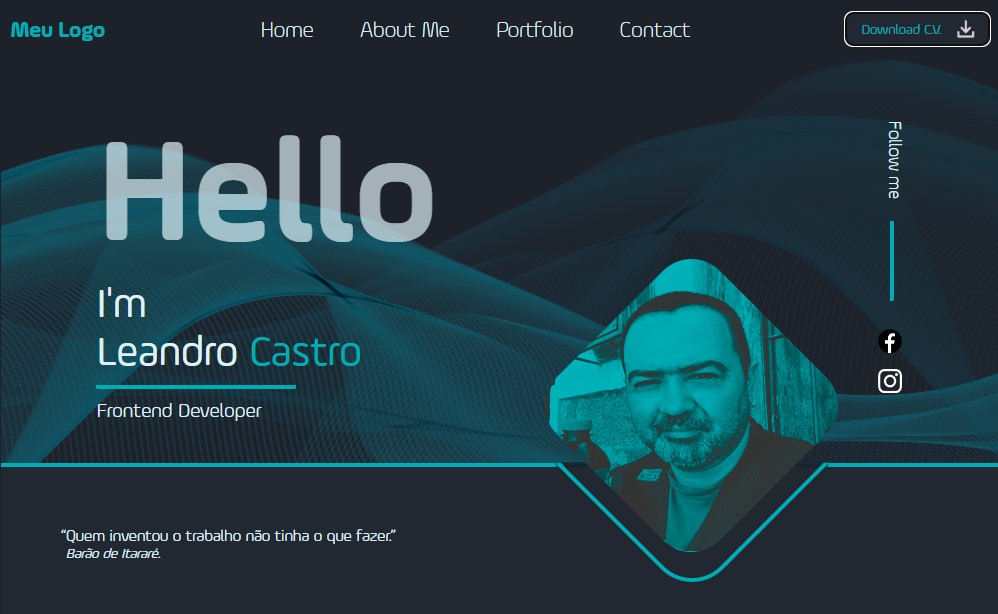 Meu Logo
Home
About Me
Portfolio
Contact
Download C.V.
Follow me
Hello
I'm
Leandro Castro
Frontend Developer
“Quem inventou o trabalho não tinha o que fazer.”
Barão de Itararé.